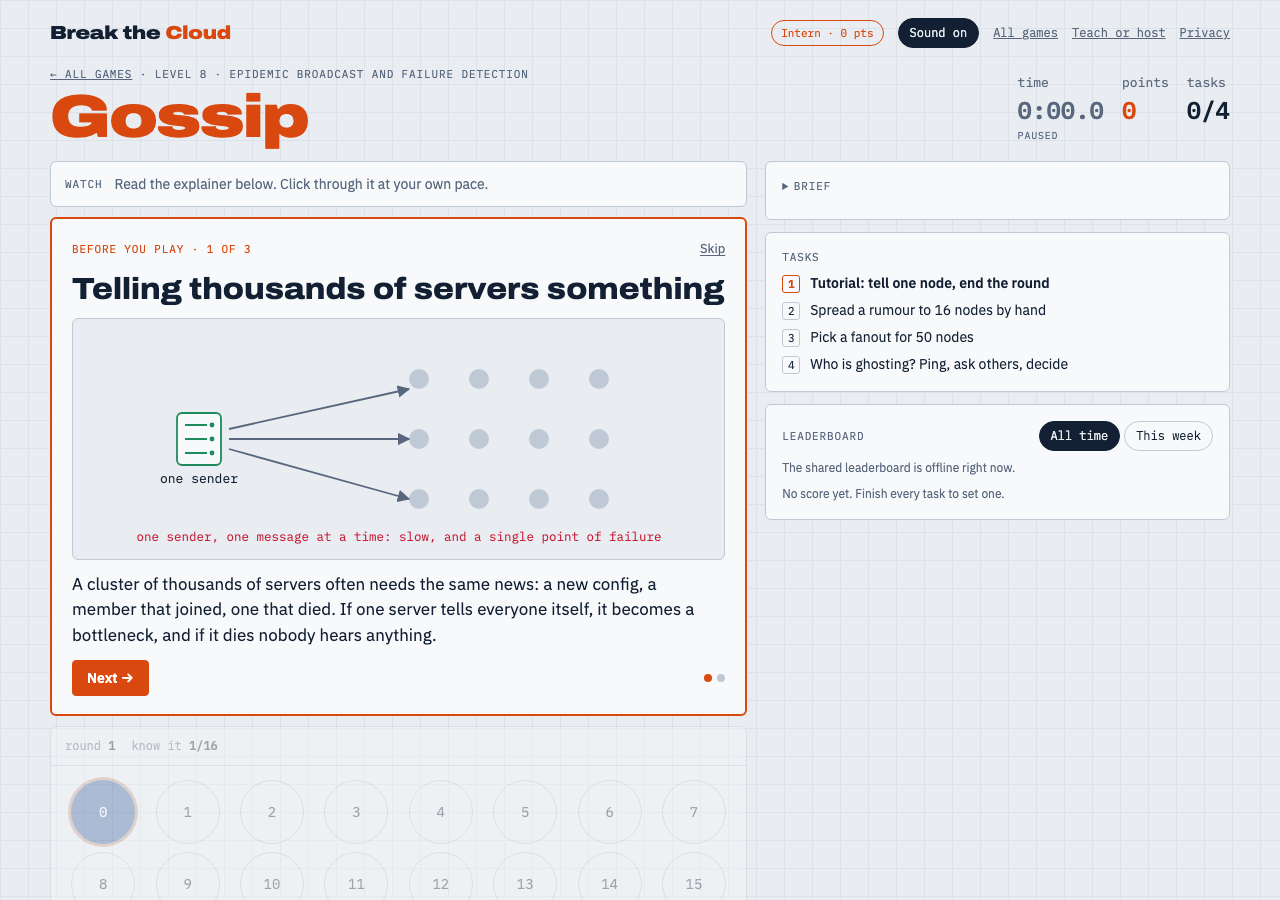 Break the Cloud
Intern · 0 pts
Sound on
All games
Teach or host
Privacy
← ALL GAMES · LEVEL 8 · EPIDEMIC BROADCAST AND FAILURE DETECTION
Gossip
time
points
tasks
0:00.0
0
0/4
PAUSED
WATCH Read the explainer below. Click through it at your own pace.
BEFORE YOU PLAY · 1 OF 3
Skip
Telling thousands of servers something
one sender
one sender, one message at a time: slow, and a single point of failure
A cluster of thousands of servers often needs the same news: a new config, a
member that joined, one that died. If one server tells everyone itself, it becomes a
bottleneck, and if it dies nobody hears anything.
Next →
round 1 know it 1/16
0 1 2 3 4 5 6 7
8 9 10 11 12 13 14 15
▶ BRIEF
TASKS
1 Tutorial: tell one node, end the round
2 Spread a rumour to 16 nodes by hand
3 Pick a fanout for 50 nodes
4 Who is ghosting? Ping, ask others, decide
LEADERBOARD
All time
This week
The shared leaderboard is offline right now.
No score yet. Finish every task to set one.